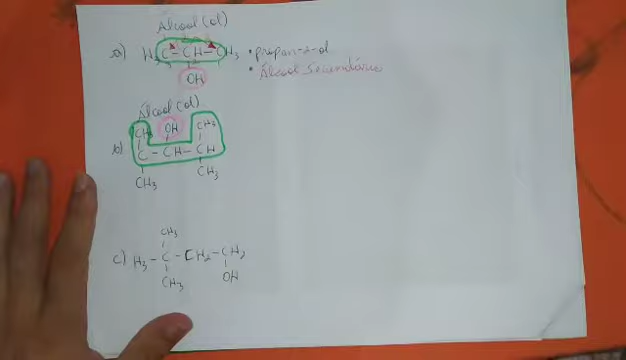 Álcool (ol)
a) H3C - CH - CH3 • propan-2-ol
OH • Álcool Secundário
Álcool (ol)
CH3 OH CH3
b) C - CH - CH
CH3 CH3
CH3
c) H3 - C - CH2 - CH2
CH3 OH